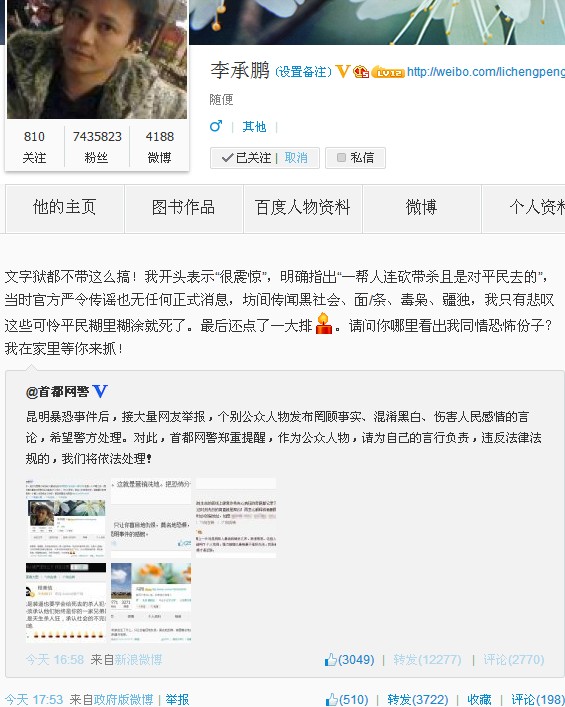 李承鹏 (设置备注) V LV12 http://weibo.com/lichengpeng
随便
♂ | 其他 |
810 7435823 4188
关注 粉丝 微博
✓已关注 | 取消 私信
他的主页 图书作品 百度人物资料 微博 个人资料
文字狱都不带这么搞！我开头表示“很震惊”，明确指出“一帮人连砍带杀且是对平民去的”，
当时官方严令传谣也无任何正式消息，坊间传闻黑社会、面/条、毒枭、疆独，我只有悲叹
这些可怜平民糊里糊涂就死了。最后还点了一大排。请问你哪里看出我同情恐怖份子？
我在家里等你来抓！
@首都网警 V
昆明暴恐事件后，接大量网友举报，个别公众人物发布罔顾事实、混淆黑白、伤害人民感情的言
论，希望警方处理。对此，首都网警郑重提醒，作为公众人物，请为自己的言行负责，违反法律法
规的，我们将依法处理！
今天 16:58 来自新浪微博 (3049) | 转发(12277) | 评论(2770)
今天 17:53 来自政府版微博 | 举报 (510) | 转发(3722) | 收藏 | 评论(198)